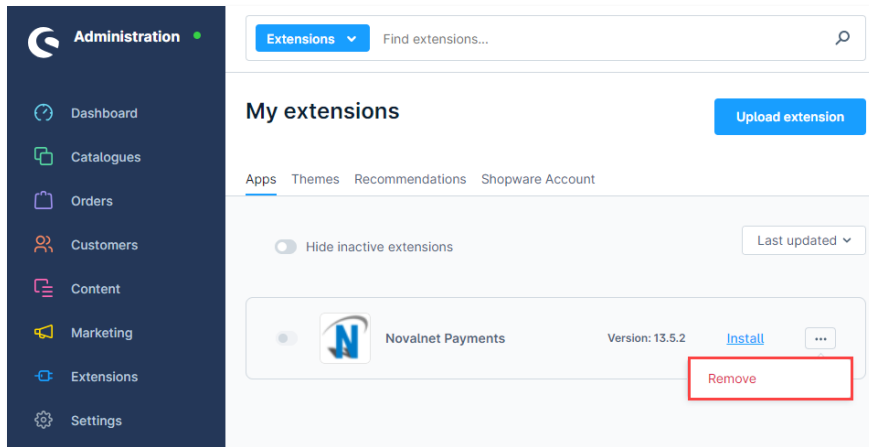 Administration
Extensions Find extensions...
Dashboard
Catalogues
Orders
Customers
Content
Marketing
Extensions
Settings
My extensions
Upload extension
Apps Themes Recommendations Shopware Account
Hide inactive extensions Last updated
Novalnet Payments Version: 13.5.2 Install ...
Remove